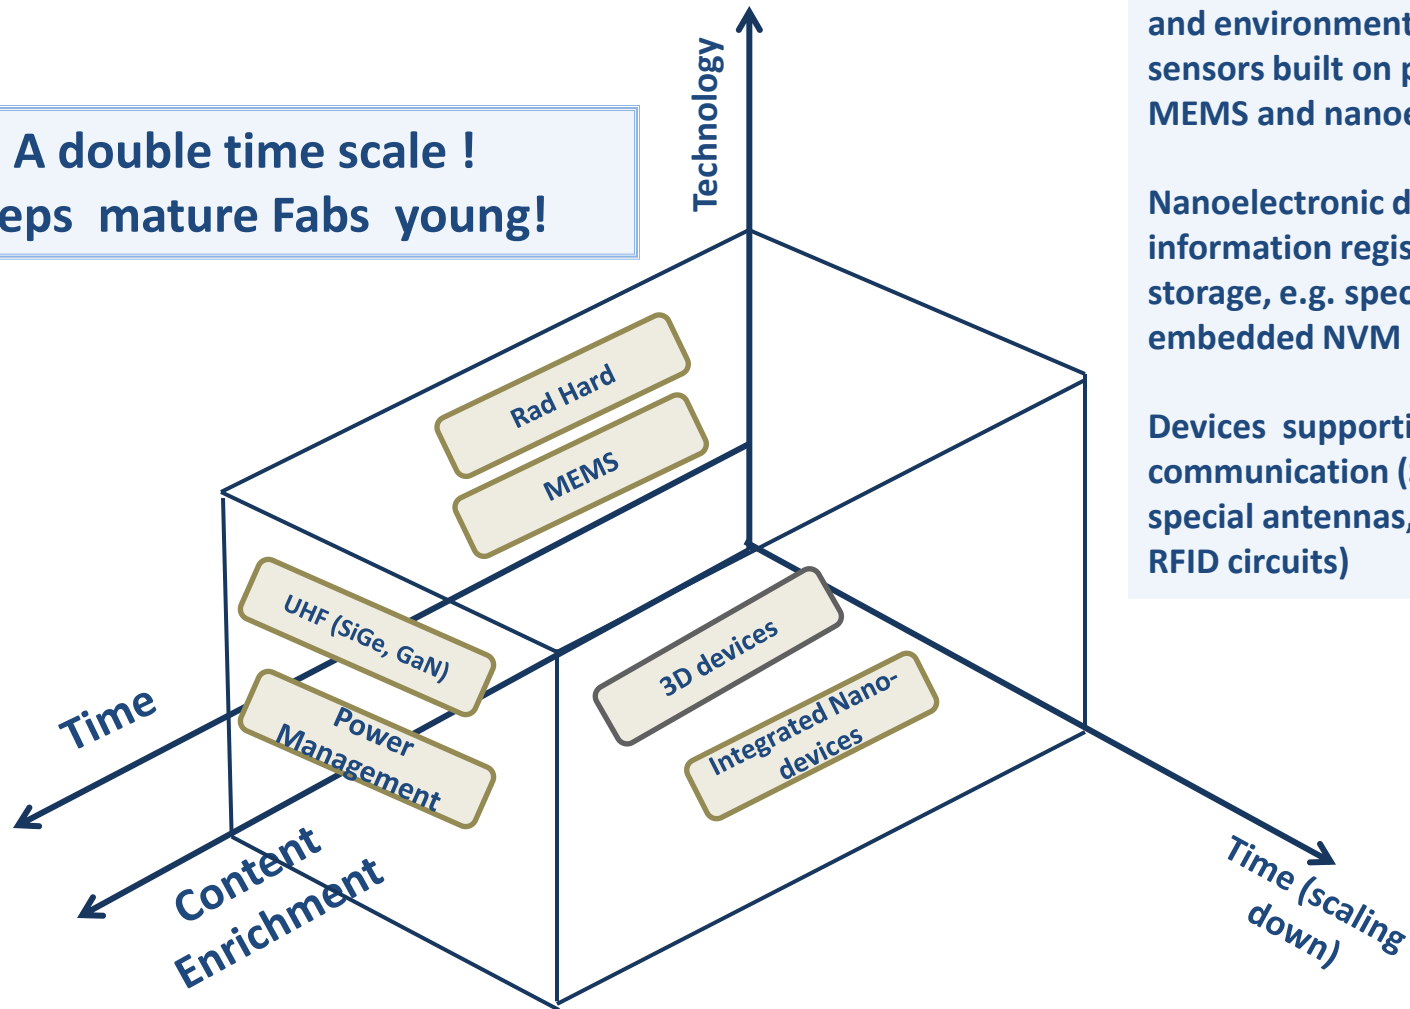 A double time scale !
eps mature Fabs young!
Technology
and environment
sensors built on p
MEMS and nanoe
Nanoelectronic d
information regis
storage, e.g. spec
embedded NVM
Devices supporti
communication (
special antennas,
RFID circuits)
Rad Hard
MEMS
UHF (SiGe, GaN)
Power
Management
3D devices
Integrated Nano-
devices
Time
Content
Enrichment
Time (scaling
down)